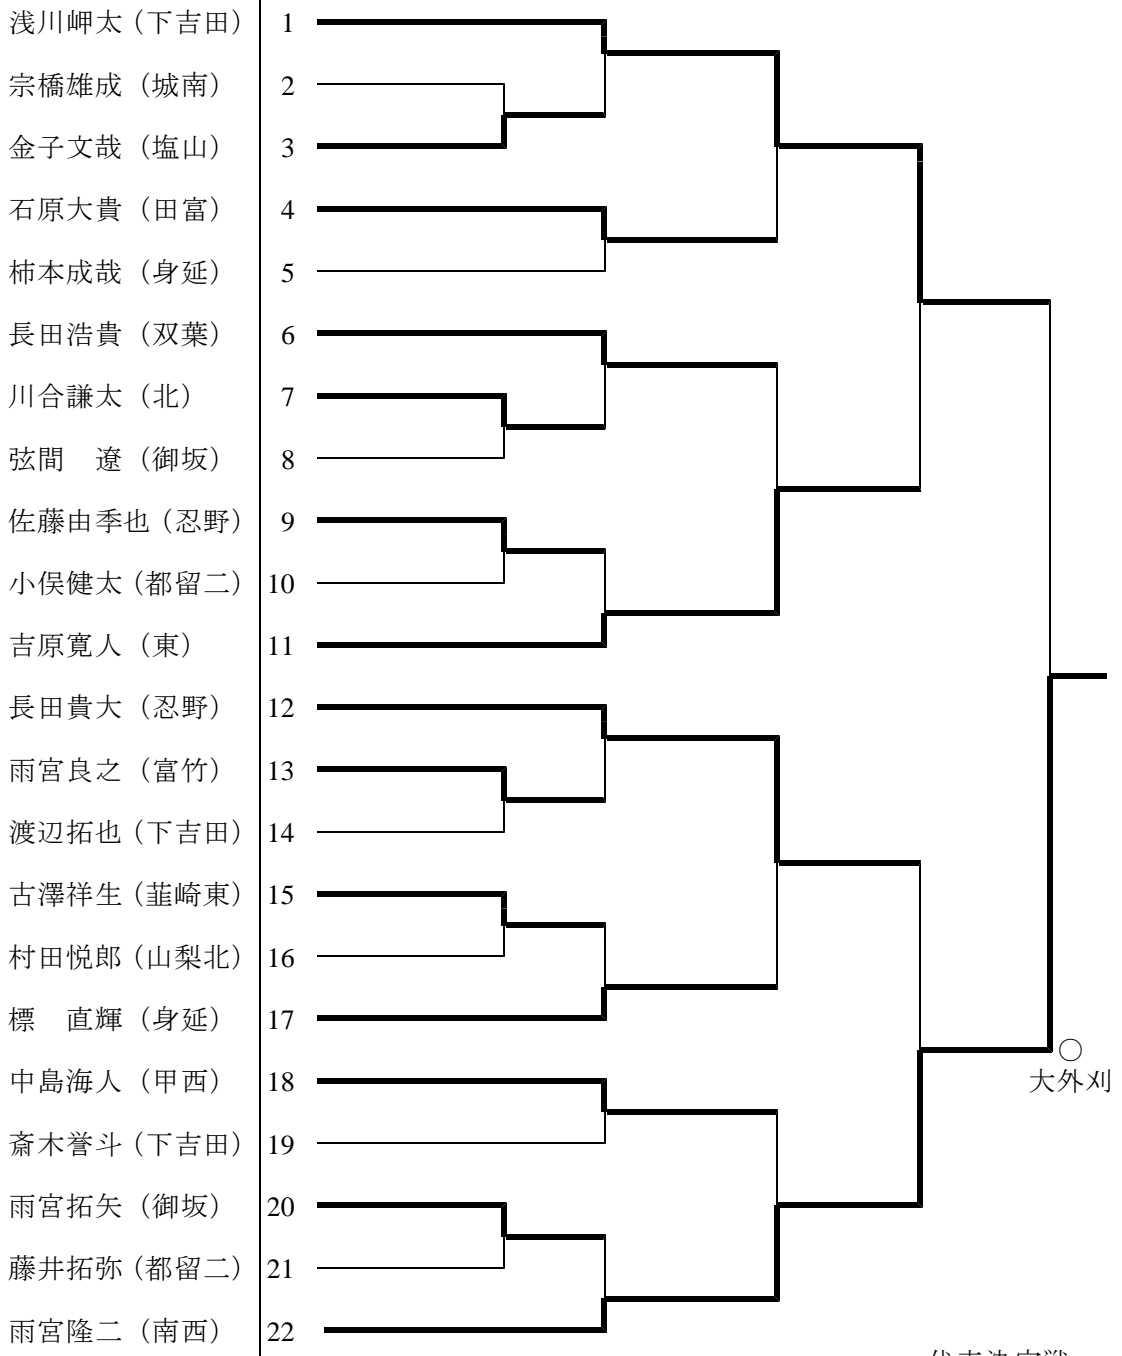 浅川岬太（下吉田） 1
宗橋雄成（城南） 2
金子文哉（塩山） 3
石原大貴（田富） 4
柿本成哉（身延） 5
長田浩貴（双葉） 6
川合謙太（北） 7
弦間　遼（御坂） 8
佐藤由季也（忍野） 9
小俣健太（都留二） 10
吉原寛人（東） 11
長田貴大（忍野） 12
雨宮良之（富竹） 13
渡辺拓也（下吉田） 14
古澤祥生（韮崎東） 15
村田悦郎（山梨北） 16
標　直輝（身延） 17
○
中島海人（甲西） 18
大外刈
斎木誉斗（下吉田） 19
雨宮拓矢（御坂） 20
藤井拓弥（都留二） 21
雨宮隆二（南西） 22